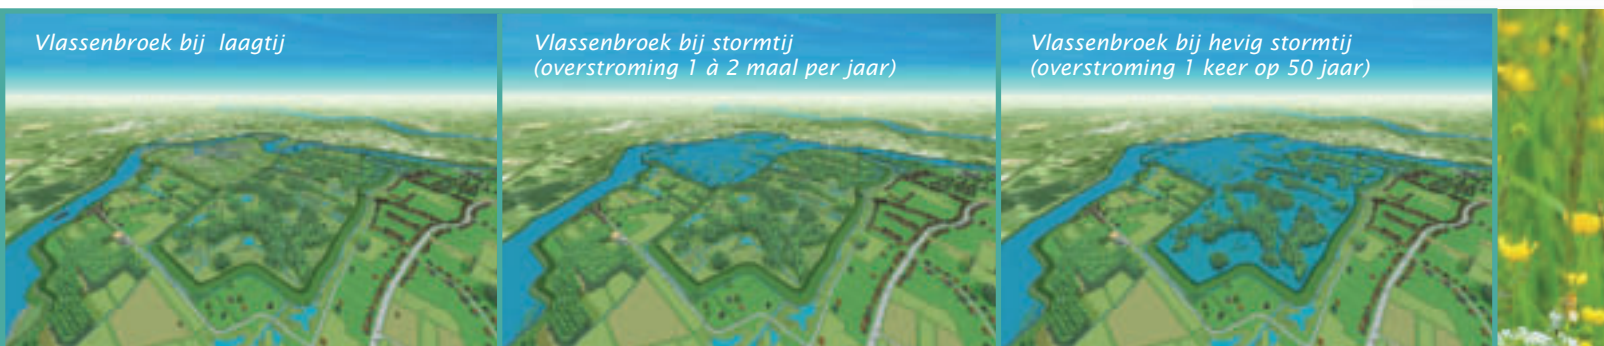 Vlassenbroek bij laagtij
Vlassenbroek bij stormtij
(overstroming 1 à 2 maal per jaar)
Vlassenbroek bij hevig stormtij
(overstroming 1 keer op 50 jaar)